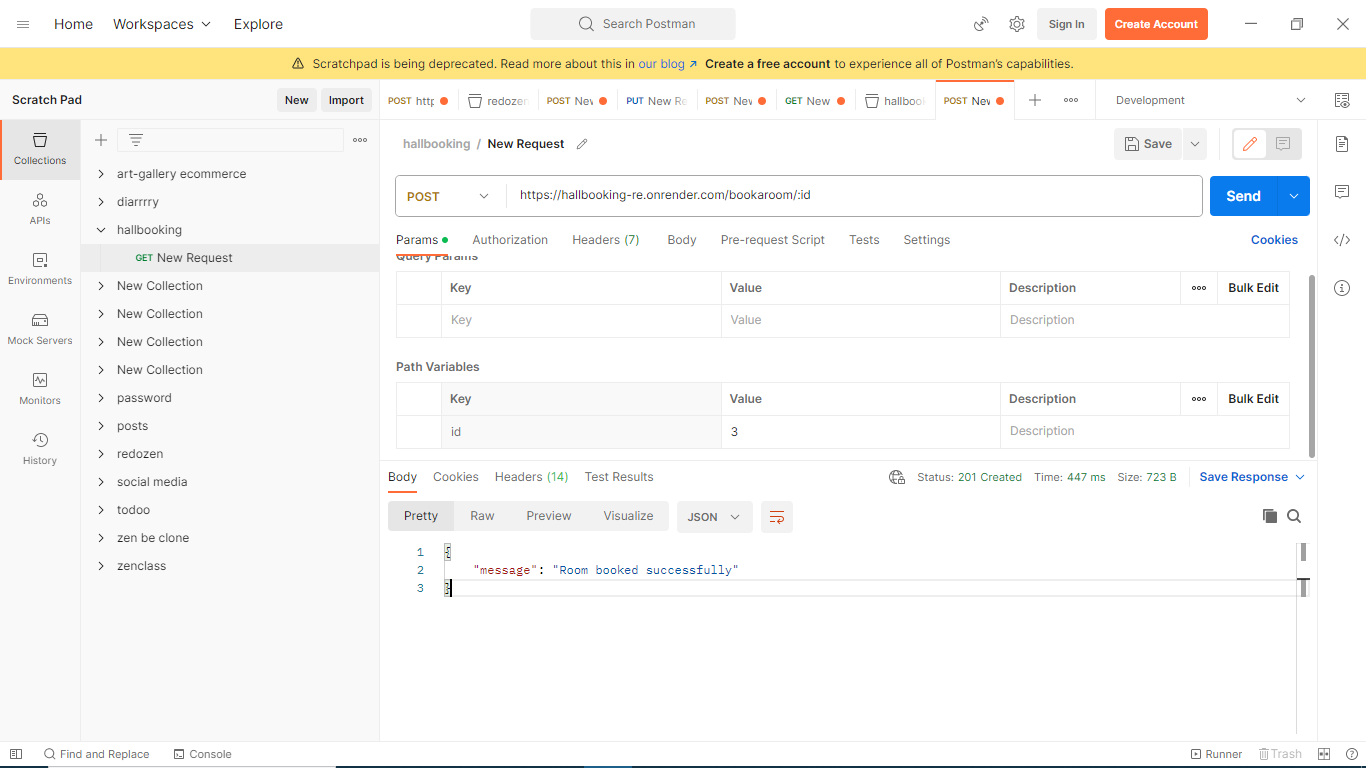 Home Workspaces Explore Search Postman Sign In Create Account
Scratchpad is being deprecated. Read more about this in our blog ↗ Create a free account to experience all of Postman's capabilities.
Scratch Pad New Import
POST http redozen POST New PUT New Re POST New GET New hallbook POST New Development
Collections
APIs
Environments
Mock Servers
Monitors
History
art-gallery ecommerce
diarrrry
hallbooking
GET New Request
New Collection
New Collection
New Collection
New Collection
password
posts
redozen
social media
todoo
zen be clone
zenclass
hallbooking / New Request Save
POST https://hallbooking-re.onrender.com/bookaroom/:id Send
Params Authorization Headers (7) Body Pre-request Script Tests Settings Cookies
Query Params
Key Value Description Bulk Edit
Key Value Description
Path Variables
Key Value Description Bulk Edit
id 3 Description
Body Cookies Headers (14) Test Results Status: 201 Created Time: 447 ms Size: 723 B Save Response
Pretty Raw Preview Visualize JSON
1 {
2 "message": "Room booked successfully"
3 }
Find and Replace Console Runner Trash